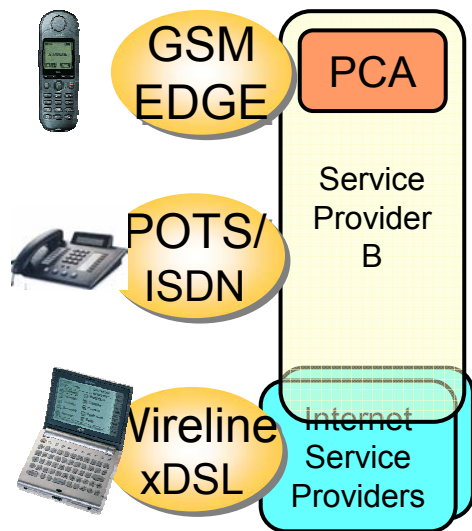 GSM
EDGE
PCA
Service
Provider
B
POTS/
ISDN
Wireline
xDSL
Internet
Service
Providers